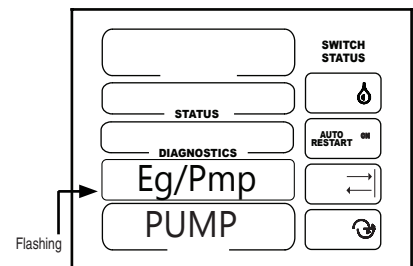 SWITCH
STATUS
STATUS
AUTO
RESTART ON
DIAGNOSTICS
Eg/Pmp
PUMP
Flashing